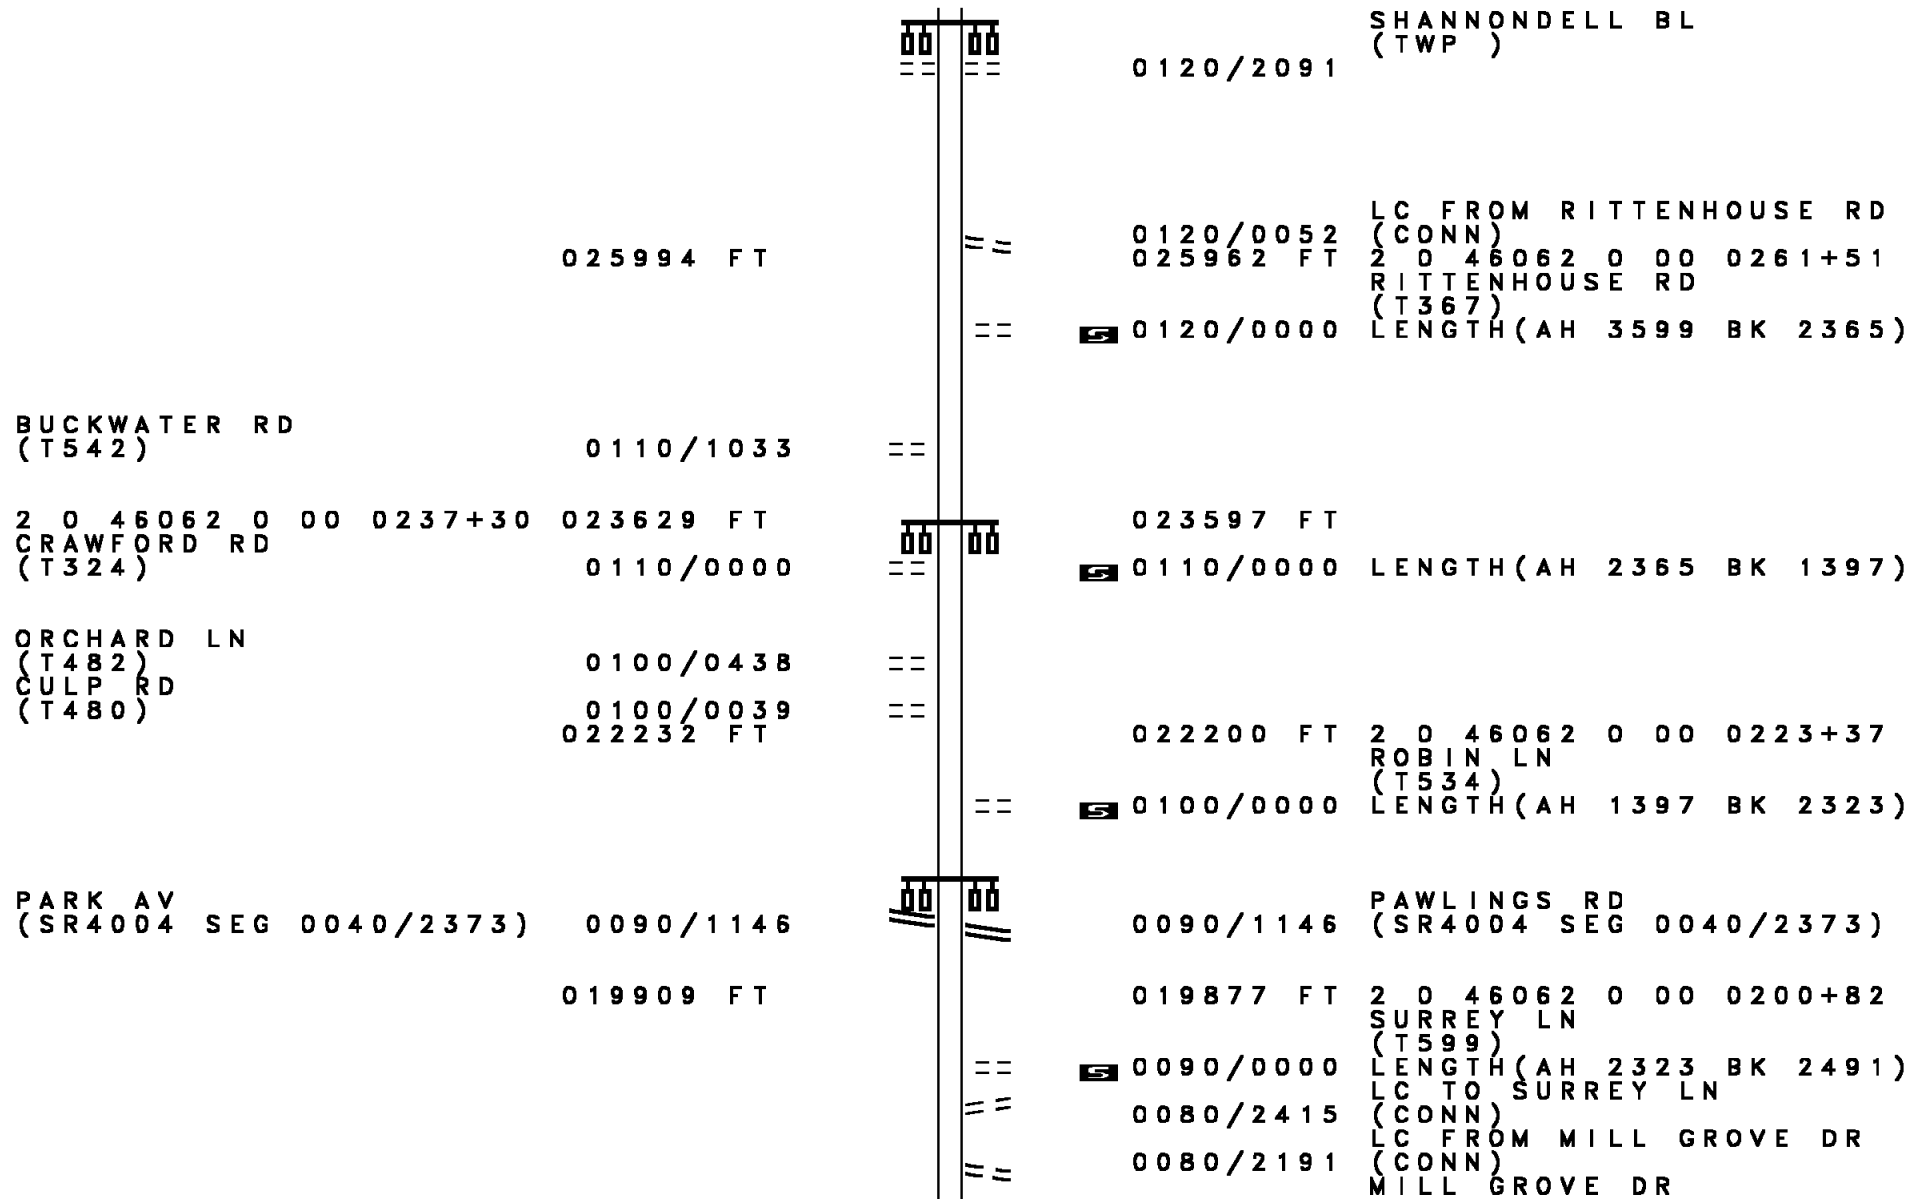 SHANNONDELL BL
(TWP )
0120/2091
LC FROM RITTENHOUSE RD
0120/0052 (CONN)
025994 FT 025962 FT 2 0 46062 0 00 0261+51
RITTENHOUSE RD
(T367)
S 0120/0000 LENGTH(AH 3599 BK 2365)
BUCKWATER RD
(T542) 0110/1033
2 0 46062 0 00 0237+30 023629 FT 023597 FT
CRAWFORD RD
(T324) 0110/0000 S 0110/0000 LENGTH(AH 2365 BK 1397)
ORCHARD LN
(T482) 0100/0438
CULP RD
(T480) 0100/0039
022232 FT 022200 FT 2 0 46062 0 00 0223+37
ROBIN LN
(T534)
S 0100/0000 LENGTH(AH 1397 BK 2323)
PARK AV PAWLINGS RD
(SR4004 SEG 0040/2373) 0090/1146 0090/1146 (SR4004 SEG 0040/2373)
019909 FT 019877 FT 2 0 46062 0 00 0200+82
SURREY LN
(T599)
S 0090/0000 LENGTH(AH 2323 BK 2491)
LC TO SURREY LN
0080/2415 (CONN)
LC FROM MILL GROVE DR
0080/2191 (CONN)
MILL GROVE DR